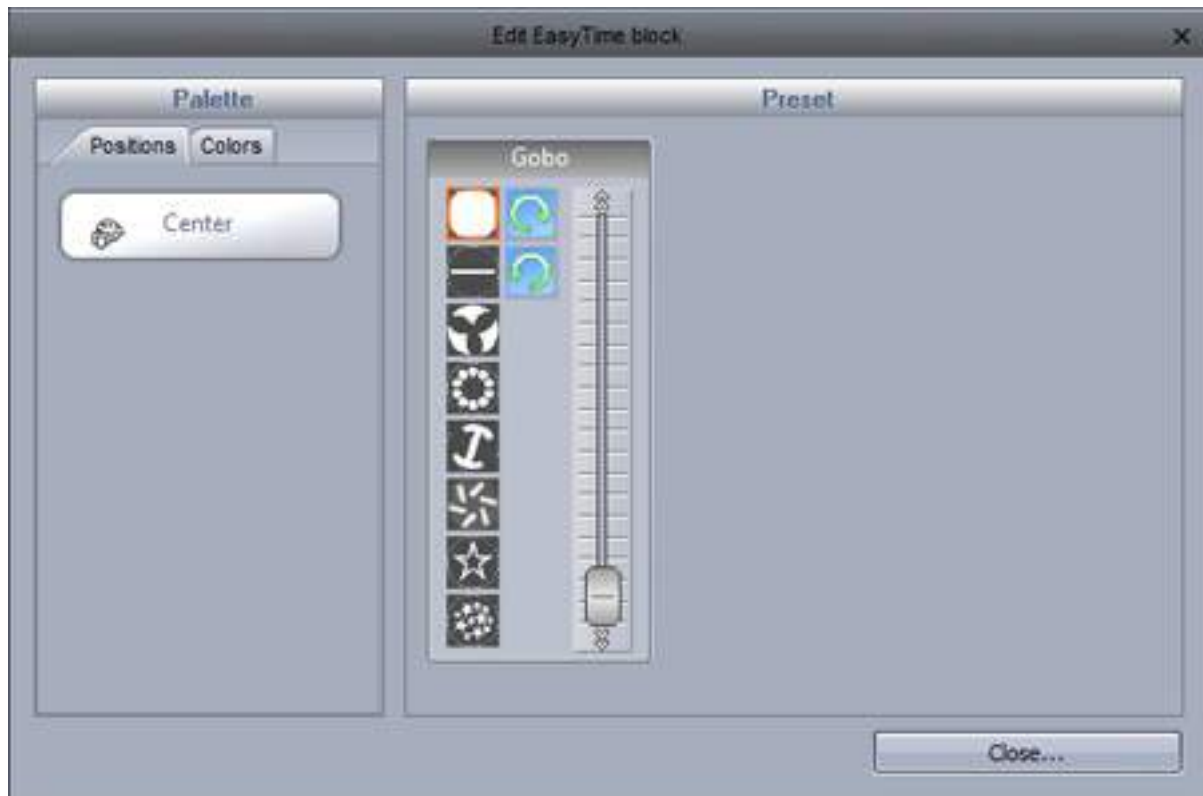 Edit EasyTime block
Palette
Preset
Positions
Colors
Gobo
Center
Close...